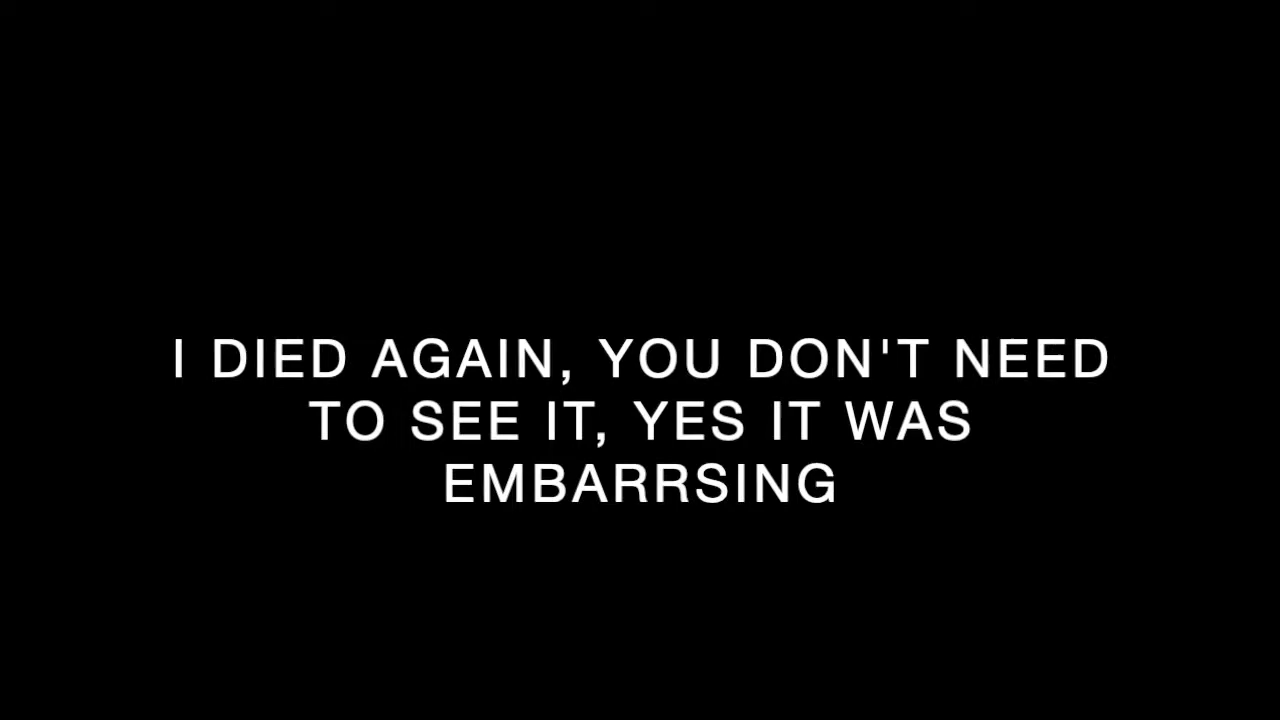 I DIED AGAIN, YOU DON'T NEED
TO SEE IT, YES IT WAS
EMBARRSING